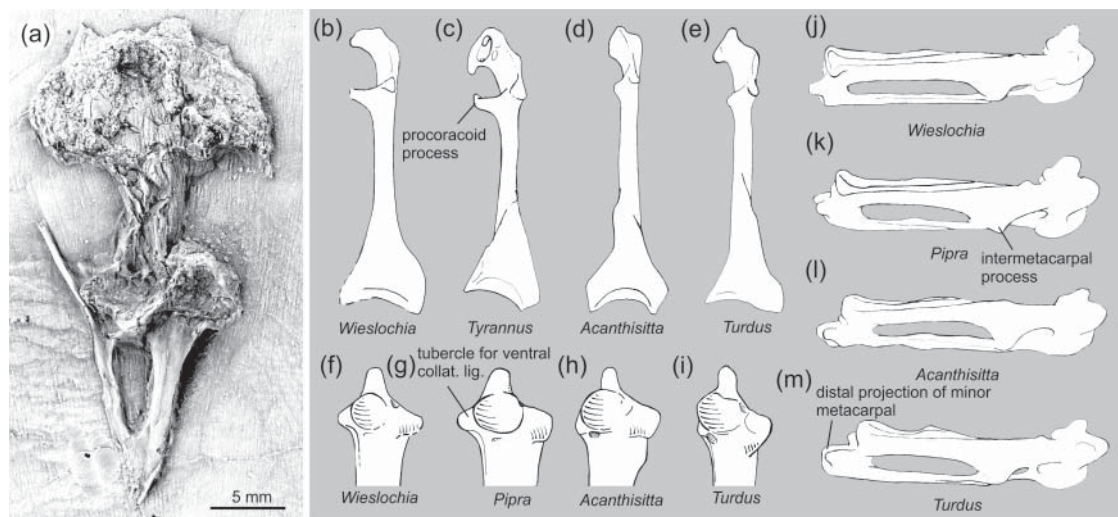 (a)
5 mm
(b)
(c)
(d)
(e)
procoracoid
process
Wieslochia
Tyrannus
Acanthisitta
Turdus
(f)
(g)
(h)
(i)
tubercle for ventral
collat. lig.
Wieslochia
Pipra
Acanthisitta
Turdus
(j)
Wieslochia
(k)
Pipra
intermetacarpal
process
(l)
Acanthisitta
(m)
distal projection of minor
metacarpal
Turdus